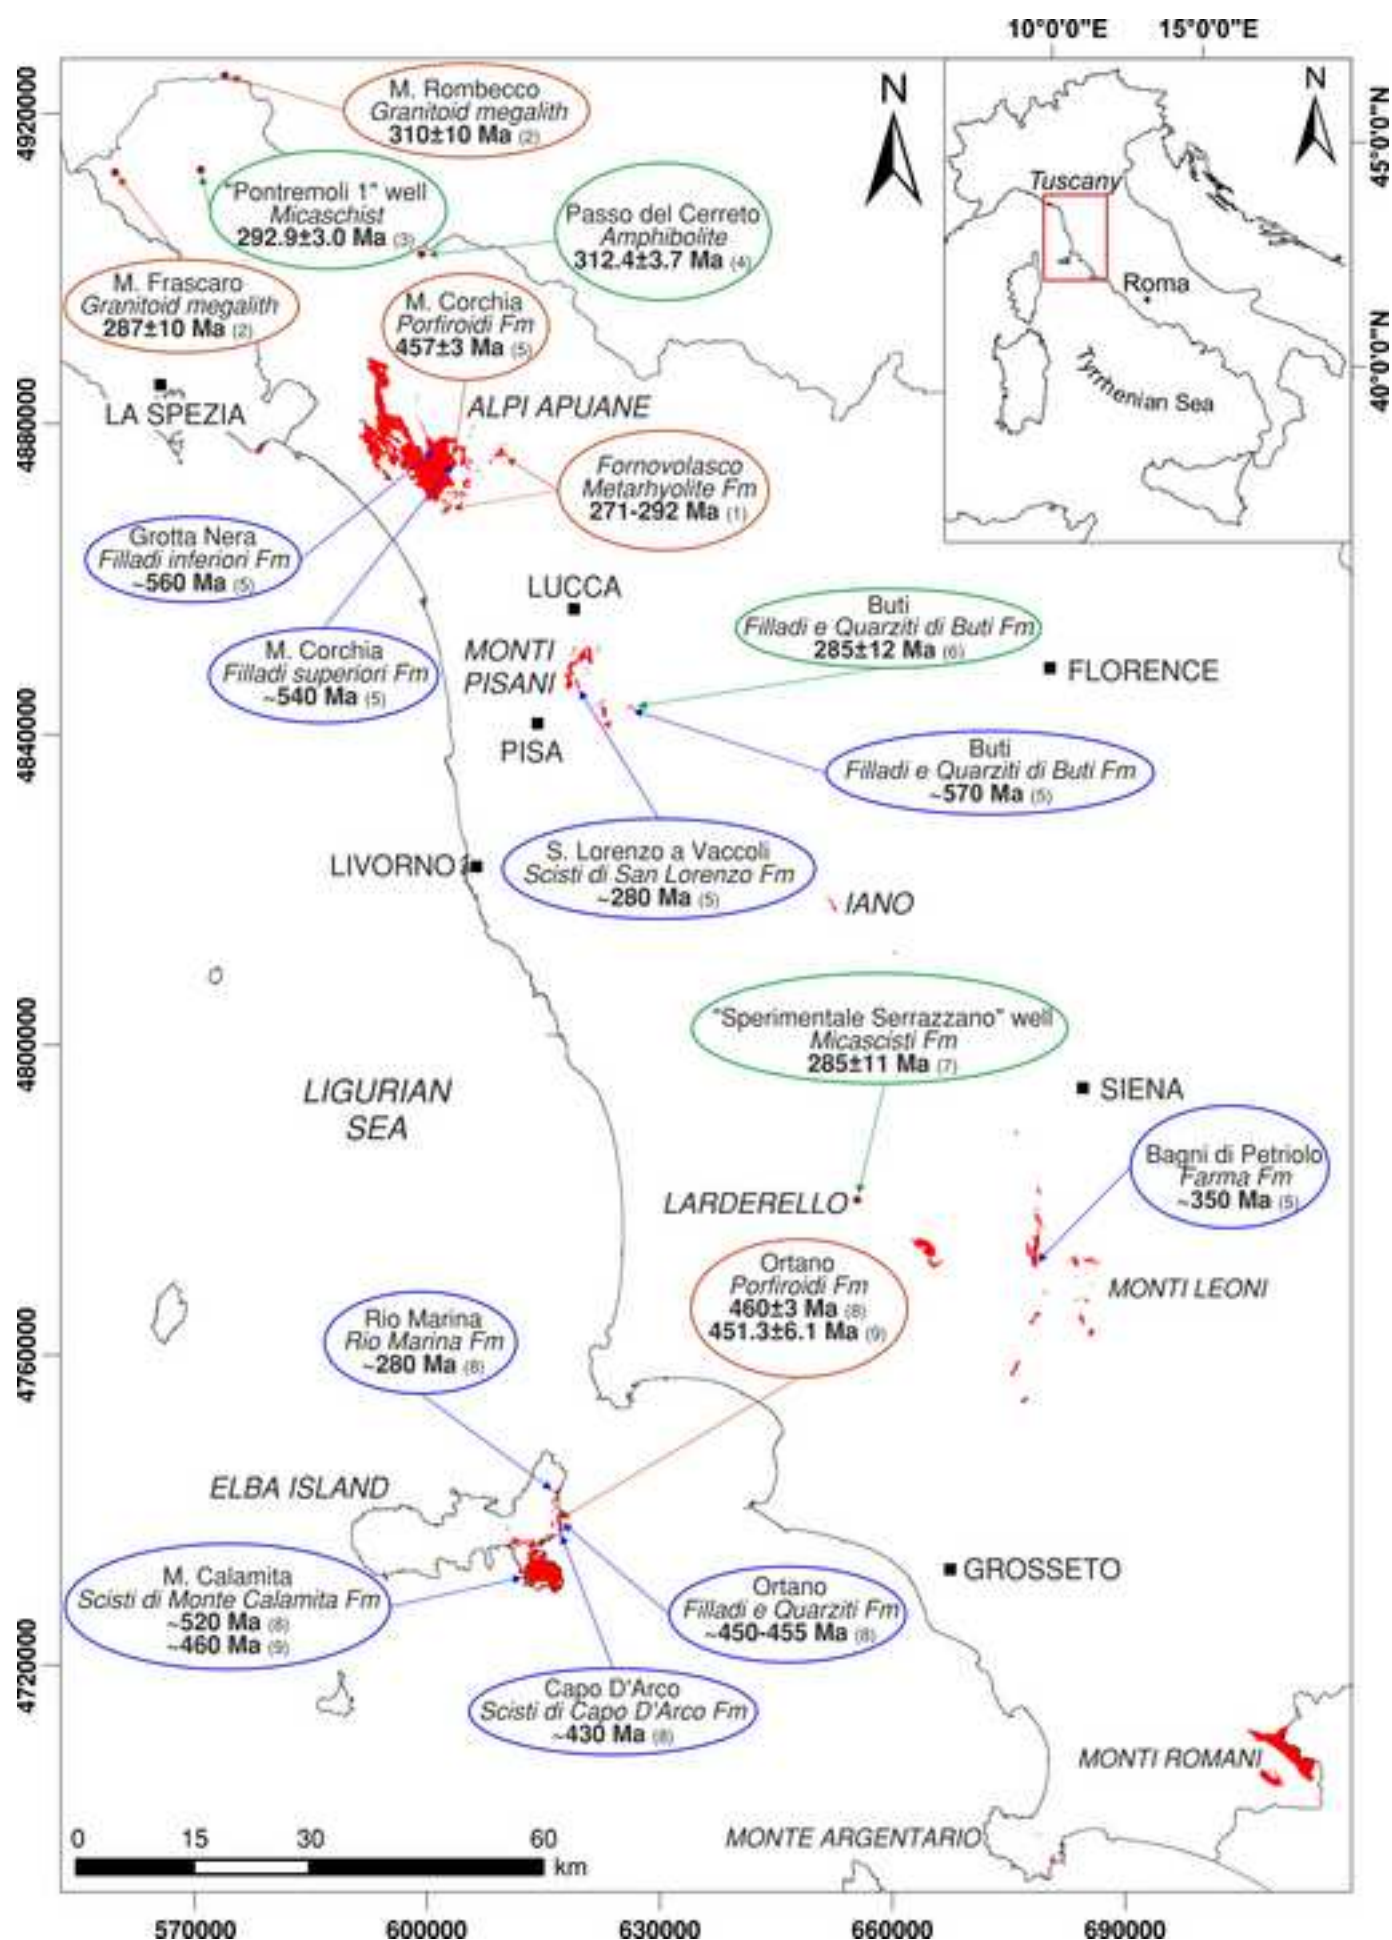 10°0'0"E 15°0'0"E
N
N
4920000
45°0'0"N
M. Rombecco
Granitoid megalith
310±10 Ma (2)
"Pontremoli 1" well
Micaschist
292.9±3.0 Ma (3)
Passo del Cerreto
Amphibolite
312.4±3.7 Ma (4)
Tuscany
Roma
Tyrrhenian Sea
40°0'0"N
M. Frascaro
Granitoid megalith
287±10 Ma (2)
M. Corchia
Porfiroidi Fm
457±3 Ma (5)
LA SPEZIA
ALPI APUANE
4880000
Fornovolasco
Metarhyolite Fm
271-292 Ma (1)
Grotta Nera
Filladi inferiori Fm
~560 Ma (5)
LUCCA
Buti
Filladi e Quarziti di Buti Fm
285±12 Ma (6)
M. Corchia
Filladi superiori Fm
~540 Ma (5)
MONTI
PISANI
FLORENCE
4840000
PISA
Buti
Filladi e Quarziti di Buti Fm
~570 Ma (5)
LIVORNO
S. Lorenzo a Vaccoli
Scisti di San Lorenzo Fm
~280 Ma (5)
IANO
"Sperimentale Serrazzano" well
Micascisti Fm
285±11 Ma (7)
4800000
LIGURIAN
SEA
SIENA
Bagni di Petriolo
Farma Fm
~350 Ma (5)
LARDERELLO
Ortano
Porfiroidi Fm
460±3 Ma (8)
451.3±6.1 Ma (9)
MONTI LEONI
Rio Marina
Rio Marina Fm
~280 Ma (8)
4760000
ELBA ISLAND
GROSSETO
M. Calamita
Scisti di Monte Calamita Fm
~520 Ma (8)
~460 Ma (9)
Ortano
Filladi e Quarziti Fm
~450-455 Ma (8)
4720000
Capo D'Arco
Scisti di Capo D'Arco Fm
~430 Ma (8)
MONTI ROMANI
MONTE ARGENTARIO
0 15 30 60
km
570000 600000 630000 660000 690000